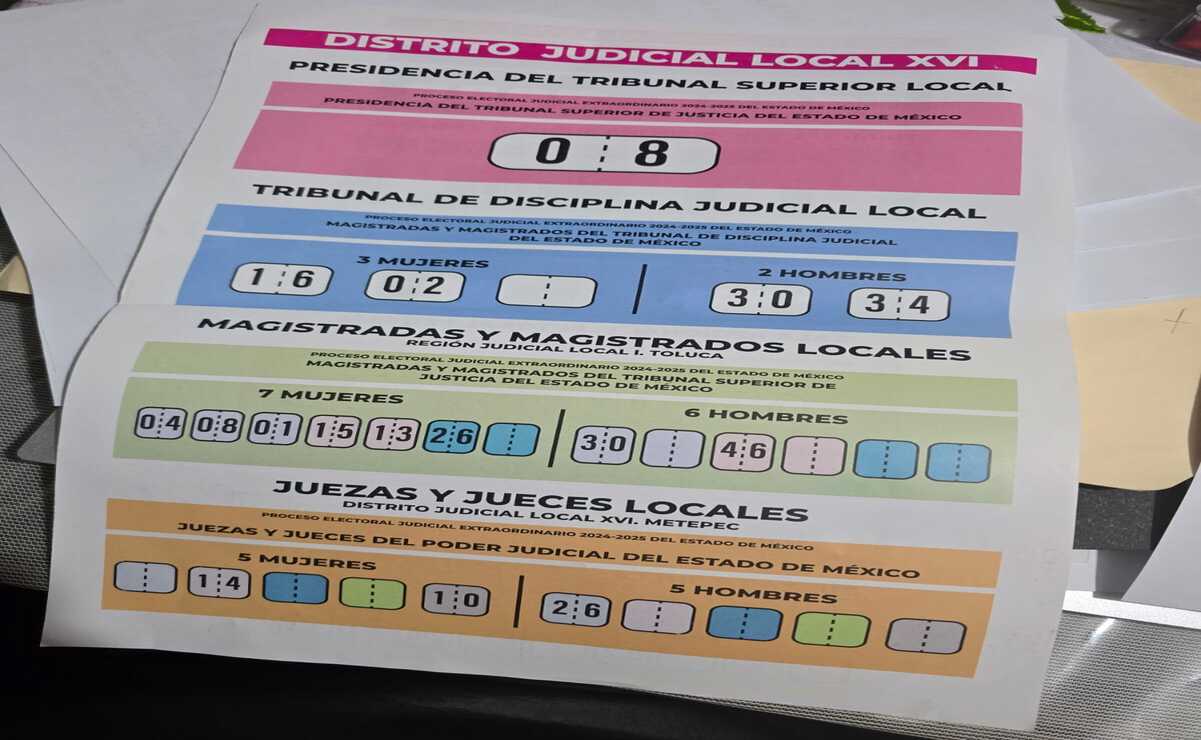 DISTRITO JUDICIAL LOCAL XVI
PRESIDENCIA DEL TRIBUNAL SUPERIOR LOCAL
PROCESO ELECTORAL JUDICIAL EXTRAORDINARIO 2024-2025 DEL ESTADO DE MÉXICO
PRESIDENCIA DEL TRIBUNAL SUPERIOR DE JUSTICIA DEL ESTADO DE MÉXICO
0 8
TRIBUNAL DE DISCIPLINA JUDICIAL LOCAL
PROCESO ELECTORAL JUDICIAL EXTRAORDINARIO 2024-2025 DEL ESTADO DE MÉXICO
MAGISTRADAS Y MAGISTRADOS DEL TRIBUNAL DE DISCIPLINA JUDICIAL
DEL ESTADO DE MÉXICO
3 MUJERES 2 HOMBRES
1 6 0 2 3 0 3 4
MAGISTRADAS Y MAGISTRADOS LOCALES
REGIÓN JUDICIAL LOCAL I. TOLUCA
PROCESO ELECTORAL JUDICIAL EXTRAORDINARIO 2024-2025 DEL ESTADO DE MÉXICO
MAGISTRADAS Y MAGISTRADOS DEL TRIBUNAL SUPERIOR DE
JUSTICIA DEL ESTADO DE MÉXICO
7 MUJERES 6 HOMBRES
0 4 0 8 0 1 1 5 1 3 2 6 3 0 4 6
JUEZAS Y JUECES LOCALES
DISTRITO JUDICIAL LOCAL XVI. METEPEC
PROCESO ELECTORAL JUDICIAL EXTRAORDINARIO 2024-2025 DEL ESTADO DE MÉXICO
JUEZAS Y JUECES DEL PODER JUDICIAL DEL ESTADO DE MÉXICO
5 MUJERES 5 HOMBRES
1 4 1 0 2 6